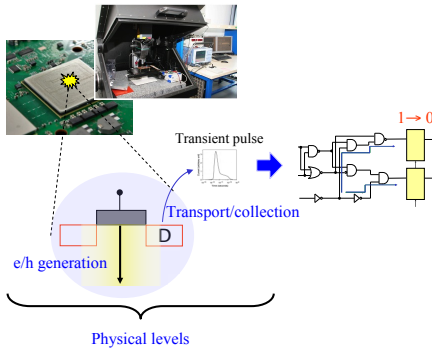 1→ 0
Transient pulse
Transport/collection
D
e/h generation
Physical levels